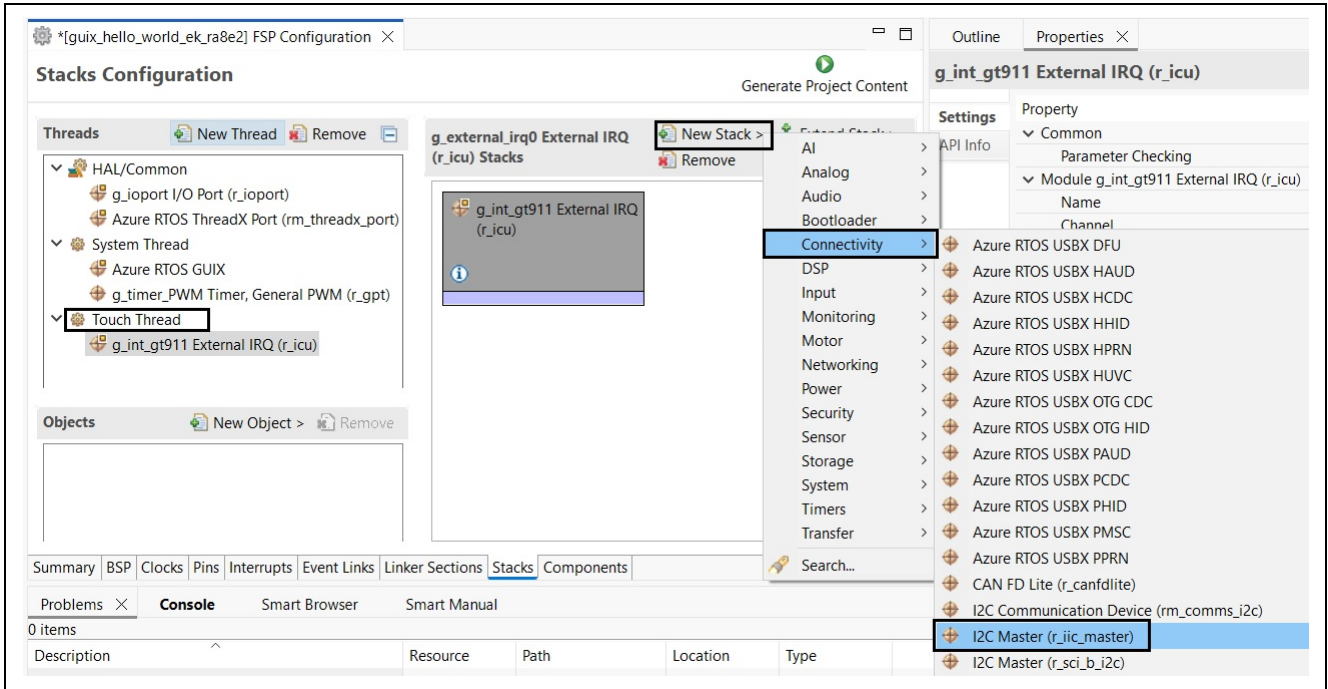 *[guix_hello_world_ek_ra8e2] FSP Configuration
Stacks Configuration
Generate Project Content
Threads
New Thread
Remove
HAL/Common
g_ioport I/O Port (r_ioport)
Azure RTOS ThreadX Port (rm_threadx_port)
System Thread
Azure RTOS GUIX
g_timer_PWM Timer, General PWM (r_gpt)
Touch Thread
g_int_gt911 External IRQ (r_icu)
Objects
New Object >
Remove
g_external_irq0 External IRQ
(r_icu) Stacks
New Stack >
Remove
g_int_gt911 External IRQ
(r_icu)
AI
Analog
Audio
Bootloader
Connectivity
DSP
Input
Monitoring
Motor
Networking
Power
Security
Sensor
Storage
System
Timers
Transfer
Search...
Outline
Properties
g_int_gt911 External IRQ (r_icu)
Settings
API Info
Property
Common
Parameter Checking
Module g_int_gt911 External IRQ (r_icu)
Name
Channel
Azure RTOS USBX DFU
Azure RTOS USBX HAUD
Azure RTOS USBX HCDC
Azure RTOS USBX HHID
Azure RTOS USBX HPRN
Azure RTOS USBX HUVC
Azure RTOS USBX OTG CDC
Azure RTOS USBX OTG HID
Azure RTOS USBX PAUD
Azure RTOS USBX PCDC
Azure RTOS USBX PHID
Azure RTOS USBX PMSC
Azure RTOS USBX PPRN
CAN FD Lite (r_canfdlite)
I2C Communication Device (rm_comms_i2c)
I2C Master (r_iic_master)
I2C Master (r_sci_b_i2c)
Summary BSP Clocks Pins Interrupts Event Links Linker Sections Stacks Components
Problems Console Smart Browser Smart Manual
0 items
Description Resource Path Location Type